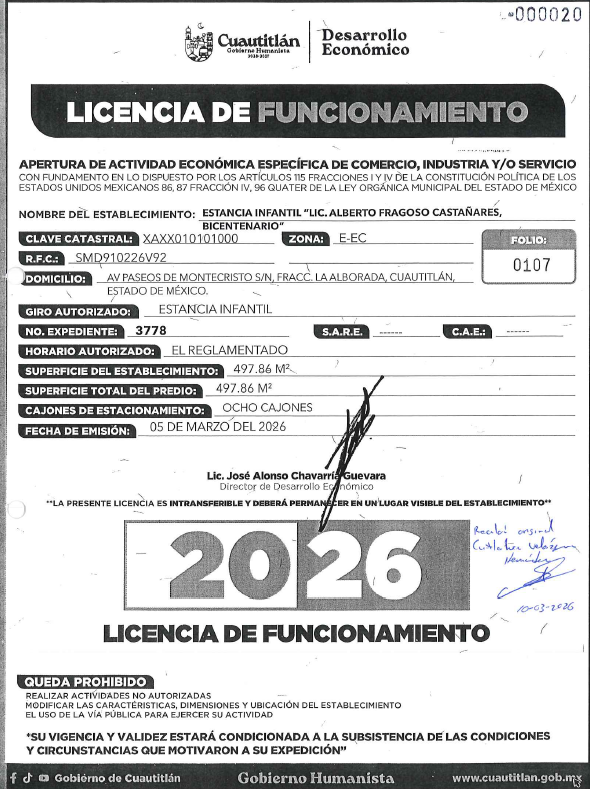 000020
Cuautitlán
Gobierno Humanista
Desarrollo
Económico
LICENCIA DE FUNCIONAMIENTO
APERTURA DE ACTIVIDAD ECONÓMICA ESPECÍFICA DE COMERCIO, INDUSTRIA Y/O SERVICIO
CON FUNDAMENTO EN LO DISPUESTO POR LOS ARTÍCULOS 115 FRACCIONES I Y IV DE LA CONSTITUCIÓN POLÍTICA DE LOS
ESTADOS UNIDOS MEXICANOS 86, 87 FRACCIÓN IV, 96 QUATER DE LA LEY ORGÁNICA MUNICIPAL DEL ESTADO DE MÉXICO
NOMBRE DEL ESTABLECIMIENTO: ESTANCIA INFANTIL "LIC. ALBERTO FRAGOSO CASTAÑARES,
BICENTENARIO"
CLAVE CATASTRAL: XAXX010101000 ZONA: E-EC
FOLIO:
0107
R.F.C.: SMD910226V92
DOMICILIO: AV PASEOS DE MONTECRISTO S/N, FRACC. LA ALBORADA, CUAUTITLÁN,
ESTADO DE MÉXICO.
GIRO AUTORIZADO: ESTANCIA INFANTIL
NO. EXPEDIENTE: 3778 S.A.R.E. ------ C.A.E.: ------
HORARIO AUTORIZADO: EL REGLAMENTADO
SUPERFICIE DEL ESTABLECIMIENTO: 497.86 M²
SUPERFICIE TOTAL DEL PREDIO: 497.86 M²
CAJONES DE ESTACIONAMIENTO: OCHO CAJONES
FECHA DE EMISIÓN: 05 DE MARZO DEL 2026
Lic. José Alonso Chavarría Guevara
Director de Desarrollo Económico
**LA PRESENTE LICENCIA ES INTRANSFERIBLE Y DEBERÁ PERMANECER EN UN LUGAR VISIBLE DEL ESTABLECIMIENTO**
2026
Recibí original
10-03-2026
LICENCIA DE FUNCIONAMIENTO
QUEDA PROHIBIDO
REALIZAR ACTIVIDADES NO AUTORIZADAS
MODIFICAR LAS CARACTERÍSTICAS, DIMENSIONES Y UBICACIÓN DEL ESTABLECIMIENTO
EL USO DE LA VÍA PÚBLICA PARA EJERCER SU ACTIVIDAD
*SU VIGENCIA Y VALIDEZ ESTARÁ CONDICIONADA A LA SUBSISTENCIA DE LAS CONDICIONES
Y CIRCUNSTANCIAS QUE MOTIVARON A SU EXPEDICIÓN"
Gobierno de Cuautitlán Gobierno Humanista www.cuautitlan.gob.mx